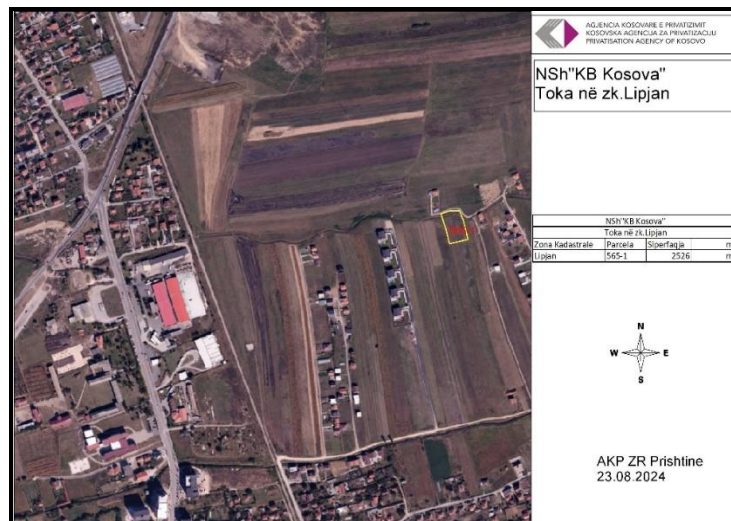 AGJENCIA KOSOVARE E PRIVATIZIMIT
KOSOVSKA AGENCIJA ZA PRIVATIZACIJU
PRIVATISATION AGENCY OF KOSOVO
NSh"KB Kosova"
Toka në zk.Lipjan
NSh"KB Kosova"
Toka në zk.Lipjan
Zona Kadastrale Parcela Siperfaqja
Lipjan 565-1 2526
N
W E
S
AKP ZR Prishtine
23.08.2024